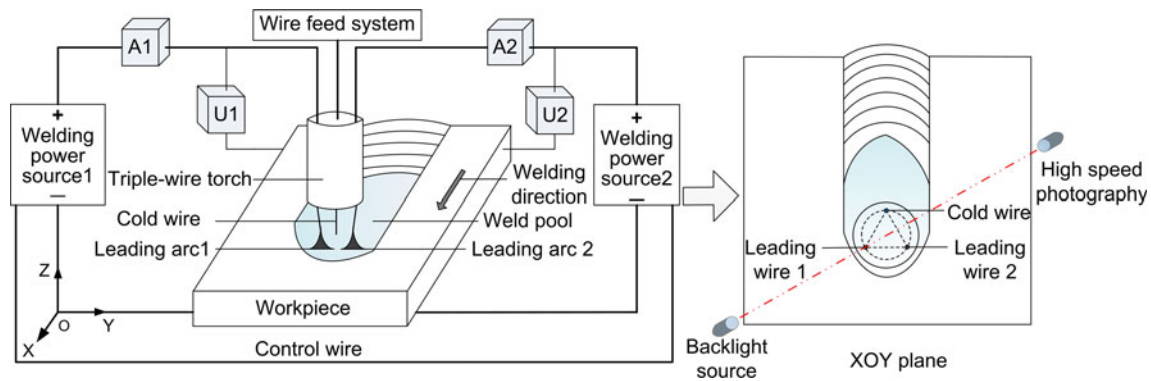 Wire feed system
A1
A2
U1
U2
+
Welding
power
source1
—
+
Welding
power
source2
—
Triple-wire torch
Cold wire
Leading arc1
Welding
direction
Weld pool
Leading arc 2
Workpiece
Control wire
Z
O
Y
X
High speed
photography
Cold wire
Leading
wire 1
Leading
wire 2
Backlight
source
XOY plane